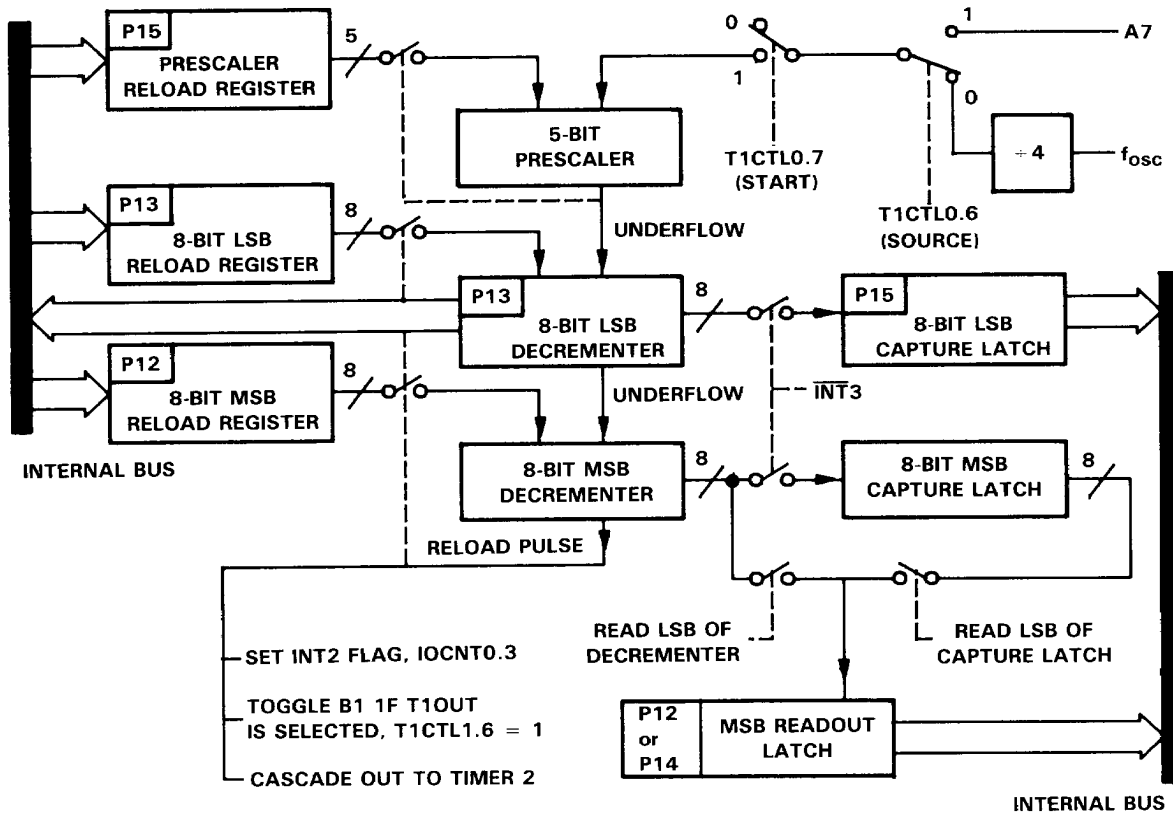 P15
PRESCALER
RELOAD REGISTER
5
0
1
1
A7
0
÷4
fosc
5-BIT
PRESCALER
T1CTL0.7
(START)
T1CTL0.6
(SOURCE)
P13
8-BIT LSB
RELOAD REGISTER
8
UNDERFLOW
P13
8-BIT LSB
DECREMENTER
8
P15
8-BIT LSB
CAPTURE LATCH
P12
8-BIT MSB
RELOAD REGISTER
8
UNDERFLOW
INT3
INTERNAL BUS
8-BIT MSB
DECREMENTER
8
8-BIT MSB
CAPTURE LATCH
8
RELOAD PULSE
READ LSB OF
DECREMENTER
READ LSB OF
CAPTURE LATCH
SET INT2 FLAG, IOCNT0.3
TOGGLE B1 1F T1OUT
IS SELECTED, T1CTL1.6 = 1
CASCADE OUT TO TIMER 2
P12
or
P14
MSB READOUT
LATCH
INTERNAL BUS